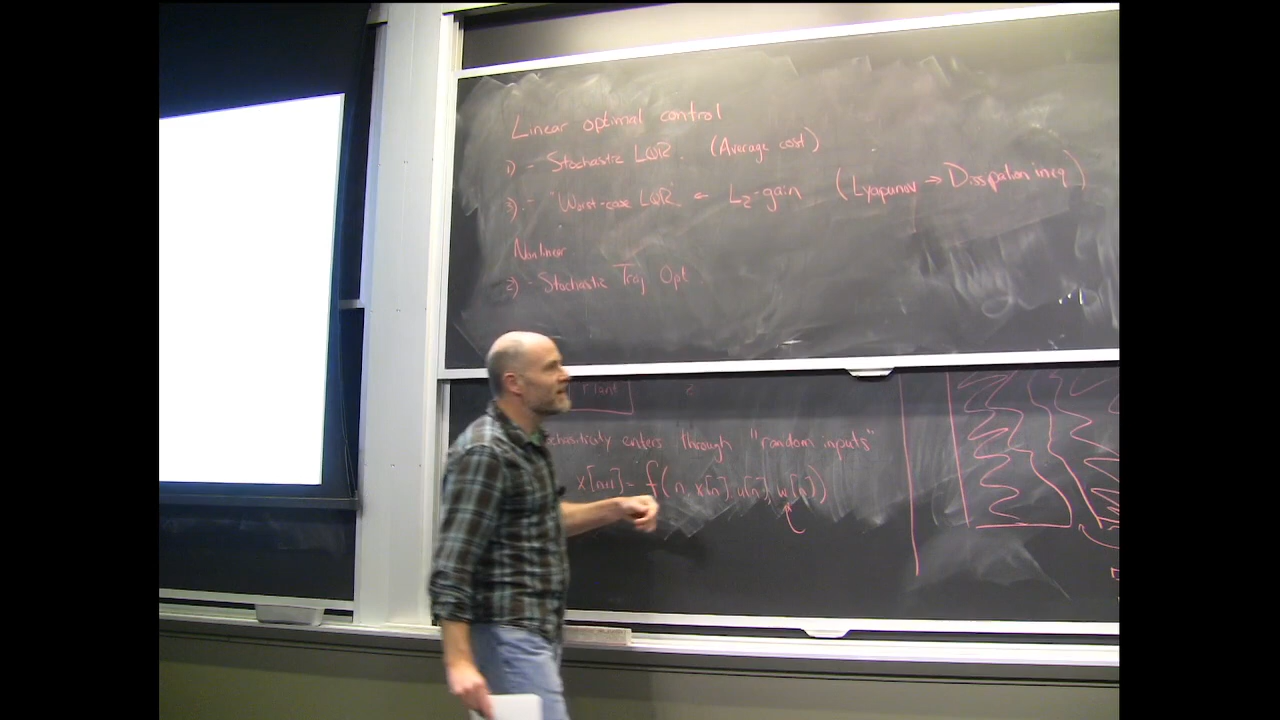 Linear optimal control
1) - Stochastic LQR (Average cost)
3) - "Worst-case LQR" ← L2-gain (Lyapunov → Dissipation ineq)
Nonlinear
2) - Stochastic Traj Opt
Plant
enters through "random inputs"
x[n+1] = f(n, x[n], u[n], w[n])